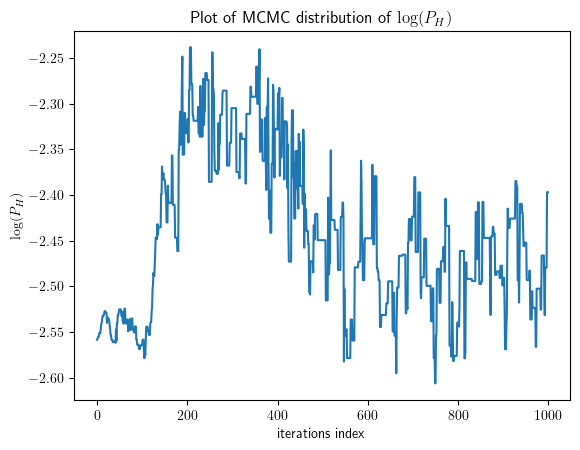 Plot of MCMC distribution of log(P_H)
log(P_H)
−2.25
−2.30
−2.35
−2.40
−2.45
−2.50
−2.55
−2.60
0 200 400 600 800 1000
iterations index